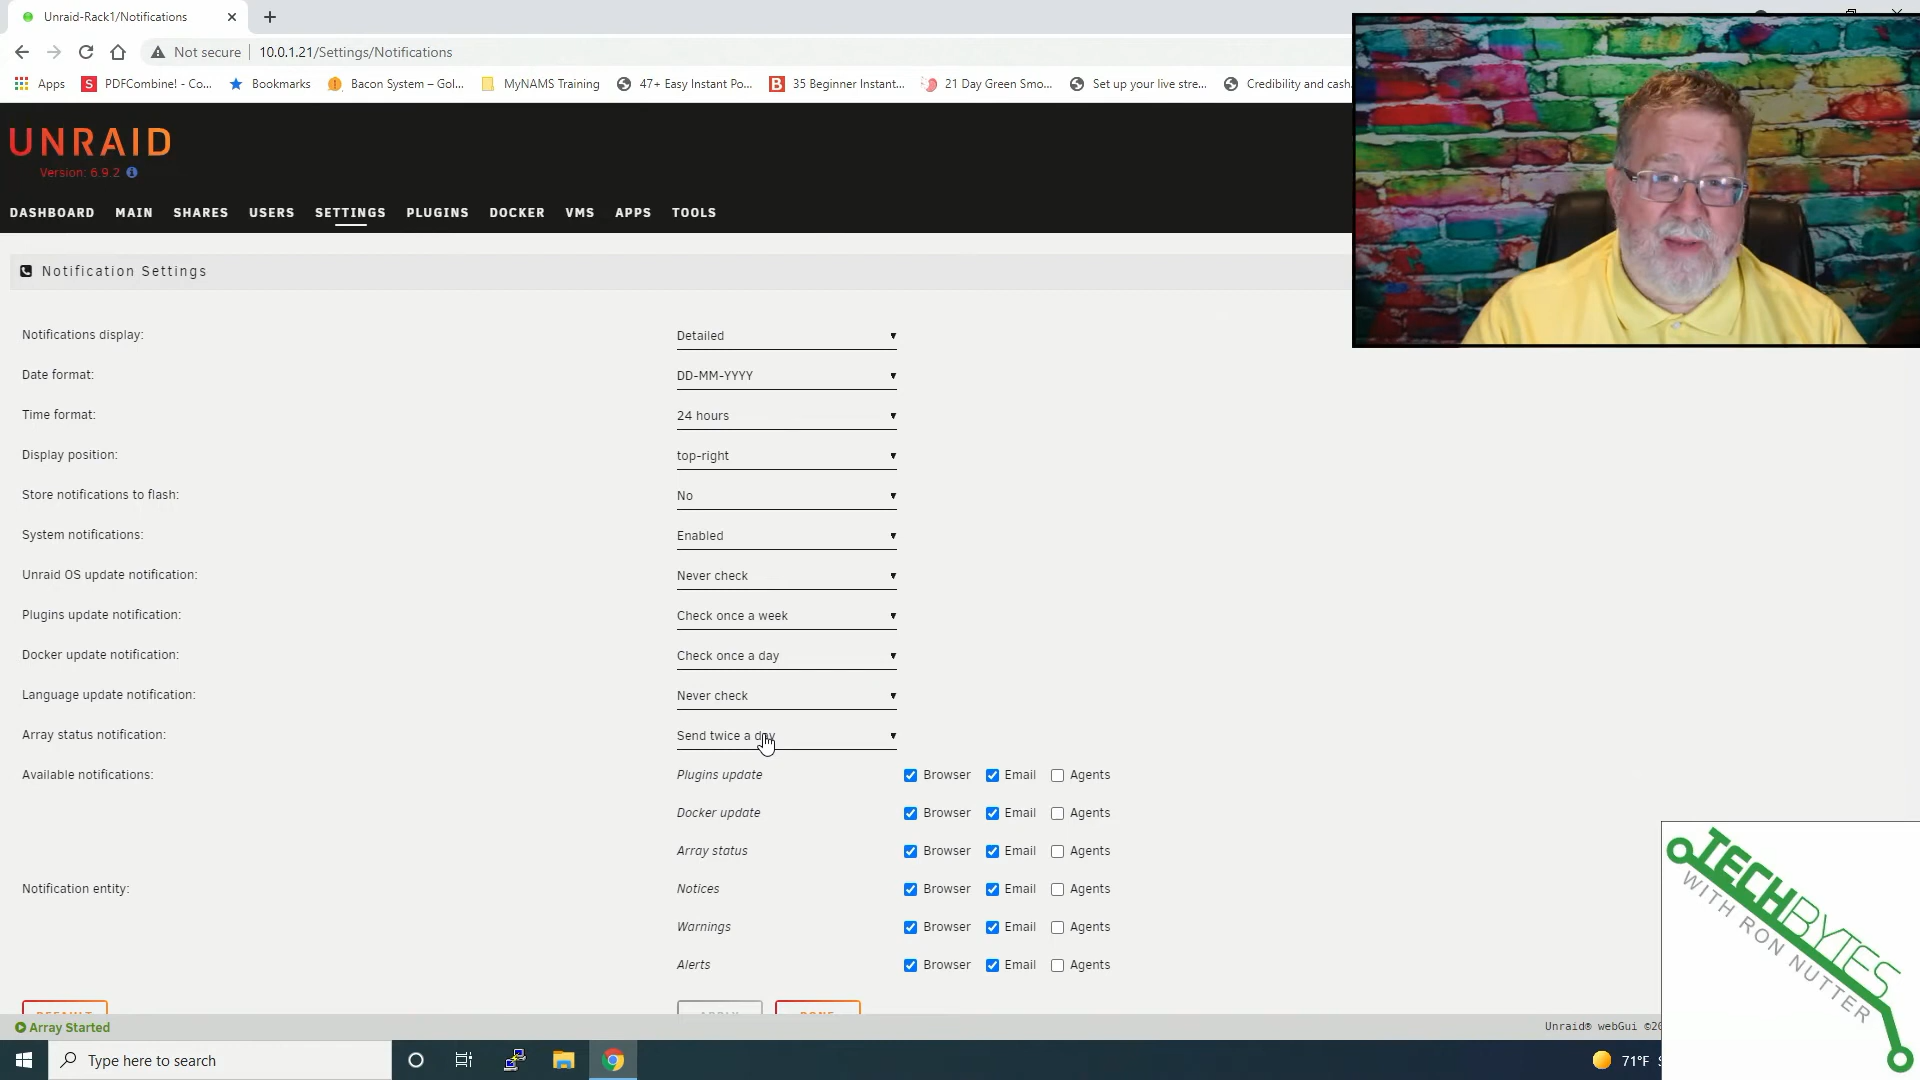 Unraid-Rack1/Notifications
Not secure 10.0.1.21/Settings/Notifications
Apps PDFCombine! - Co... Bookmarks Bacon System – Gol... MyNAMS Training 47+ Easy Instant Po... 35 Beginner Instant... 21 Day Green Smo... Set up your live stre... Credibility and cash
UNRAID
Version: 6.9.2
DASHBOARD MAIN SHARES USERS SETTINGS PLUGINS DOCKER VMS APPS TOOLS
Notification Settings
Notifications display: Detailed
Date format: DD-MM-YYYY
Time format: 24 hours
Display position: top-right
Store notifications to flash: No
System notifications: Enabled
Unraid OS update notification: Never check
Plugins update notification: Check once a week
Docker update notification: Check once a day
Language update notification: Never check
Array status notification: Send twice a day
Available notifications: Plugins update Browser Email Agents
Docker update Browser Email Agents
Array status Browser Email Agents
Notification entity: Notices Browser Email Agents
Warnings Browser Email Agents
Alerts Browser Email Agents
Array Started
Unraid® webGui ©20
Type here to search
71°F
TECHBYTES
WITH RON NUTTER